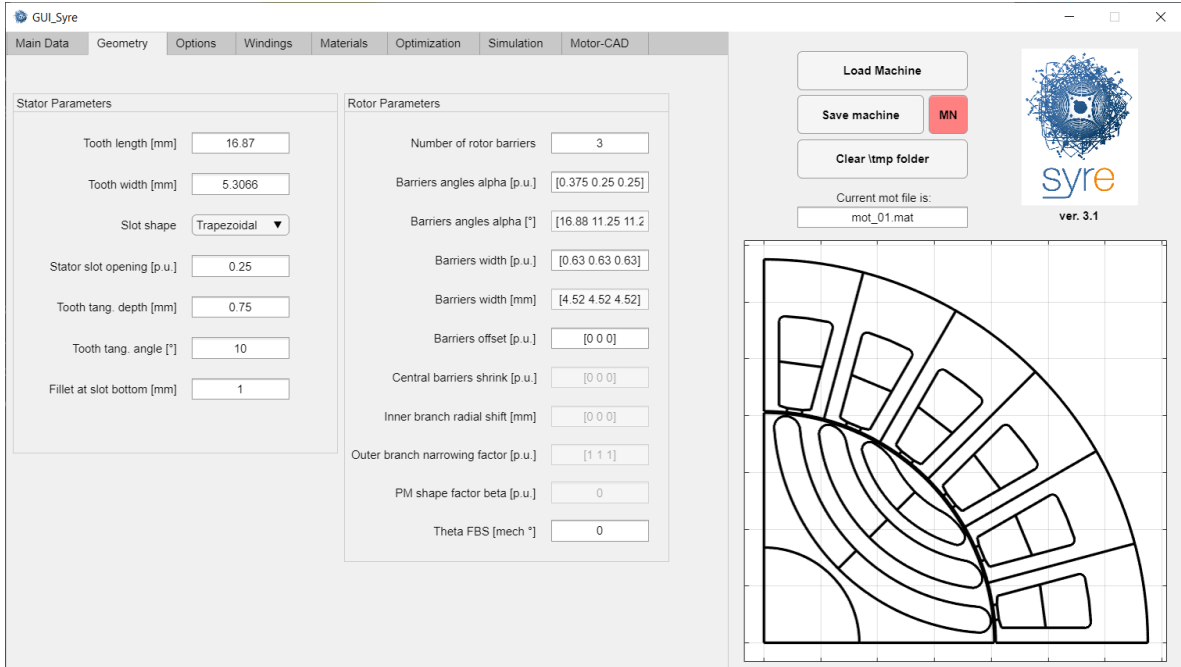 GUI_Syre
Main Data Geometry Options Windings Materials Optimization Simulation Motor-CAD
Stator Parameters
Tooth length [mm] 16.87
Tooth width [mm] 5.3066
Slot shape Trapezoidal
Stator slot opening [p.u.] 0.25
Tooth tang. depth [mm] 0.75
Tooth tang. angle [°] 10
Fillet at slot bottom [mm] 1
Rotor Parameters
Number of rotor barriers 3
Barriers angles alpha [p.u.] [0.375 0.25 0.25]
Barriers angles alpha [°] [16.88 11.25 11.2
Barriers width [p.u.] [0.63 0.63 0.63]
Barriers width [mm] [4.52 4.52 4.52]
Barriers offset [p.u.] [0 0 0]
Central barriers shrink [p.u.] [0 0 0]
Inner branch radial shift [mm] [0 0 0]
Outer branch narrowing factor [p.u.] [1 1 1]
PM shape factor beta [p.u.] 0
Theta FBS [mech °] 0
Load Machine
Save machine MN
Clear \tmp folder
Current mot file is:
mot_01.mat
syre
ver. 3.1